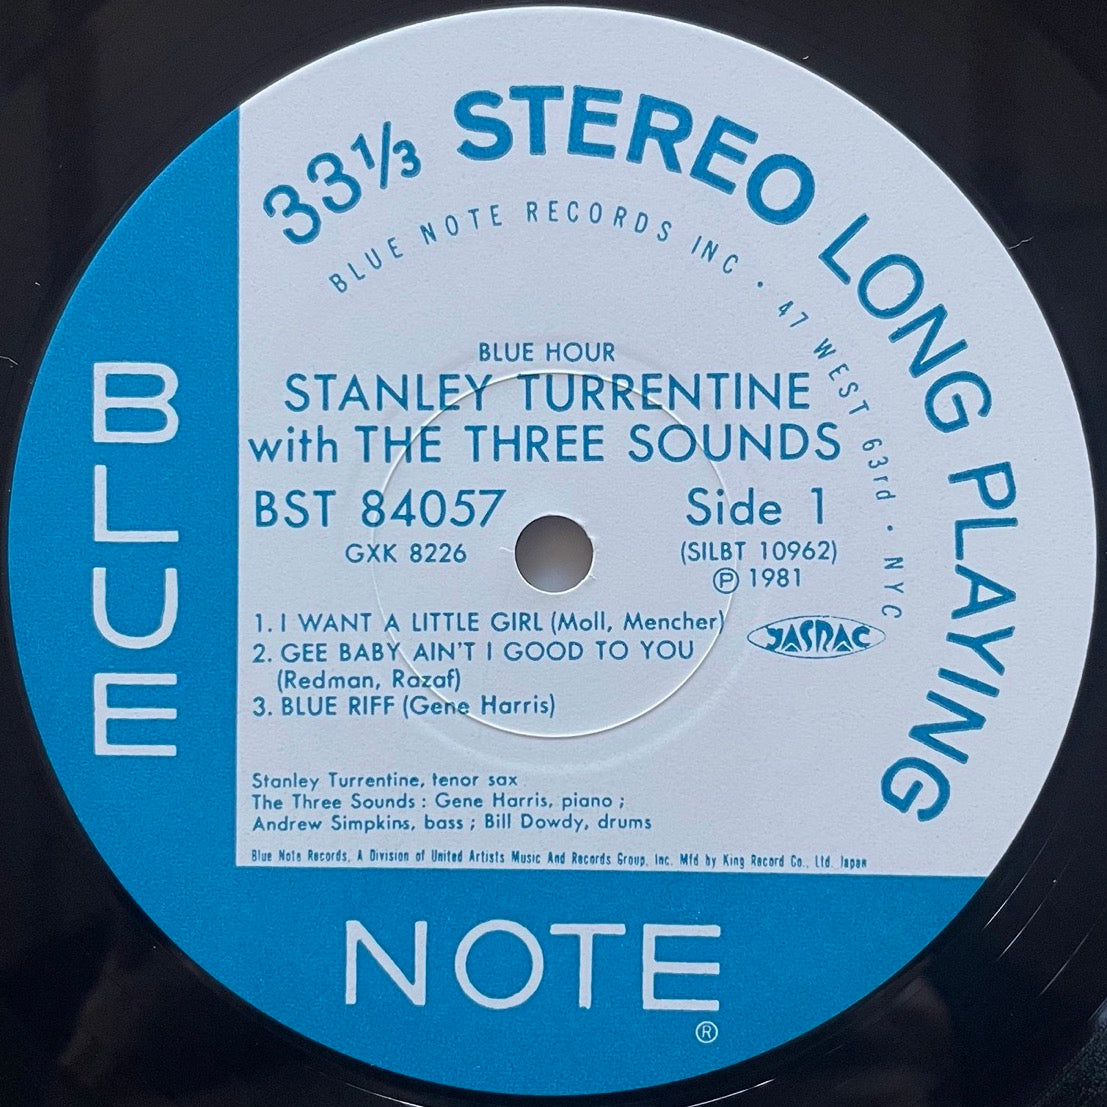 33 1/3 STEREO LONG PLAYING
BLUE NOTE RECORDS INC • 47 WEST 63rd • NYC
BLUE HOUR
STANLEY TURRENTINE
with THE THREE SOUNDS
BST 84057
Side 1
GXK 8226
(SILBT 10962)
Ⓟ 1981
1. I WANT A LITTLE GIRL (Moll, Mencher)
JASRAC
2. GEE BABY AIN'T I GOOD TO YOU
(Redman, Razaf)
3. BLUE RIFF (Gene Harris)
Stanley Turrentine, tenor sax
The Three Sounds : Gene Harris, piano ;
Andrew Simpkins, bass ; Bill Dowdy, drums
Blue Note Records, A Division of United Artists Music And Records Group, Inc. Mfd by King Record Co., Ltd. Japan
BLUE
NOTE
®